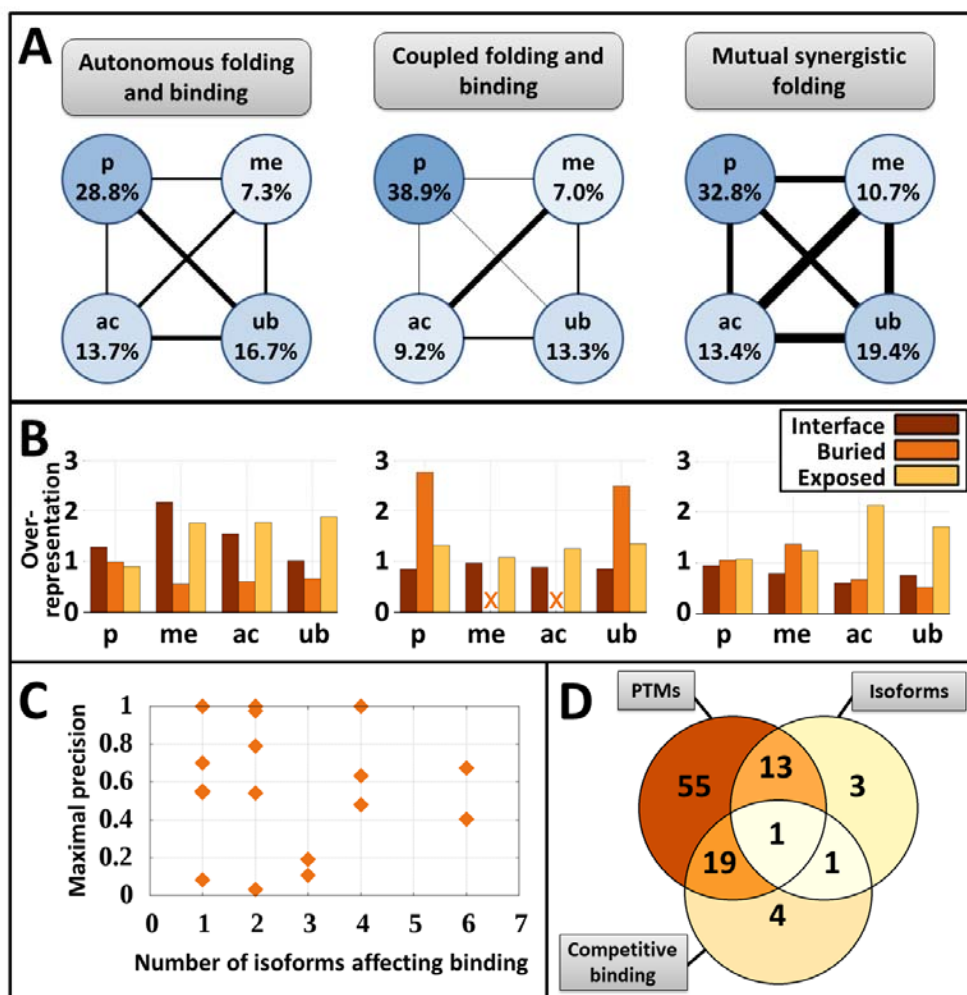 A
Autonomous folding
and binding
Coupled folding and
binding
Mutual synergistic
folding
p
28.8%
me
7.3%
ac
13.7%
ub
16.7%
p
38.9%
me
7.0%
ac
9.2%
ub
13.3%
p
32.8%
me
10.7%
ac
13.4%
ub
19.4%
B
Interface
Buried
Exposed
Over-
representation
3
2
1
0
p me ac ub
3
2
1
0
X X
p me ac ub
3
2
1
0
p me ac ub
C
Maximal precision
1
0.8
0.6
0.4
0.2
0
0 1 2 3 4 5 6 7
Number of isoforms affecting binding
D
PTMs
Isoforms
55
13
3
1
19
1
4
Competitive
binding